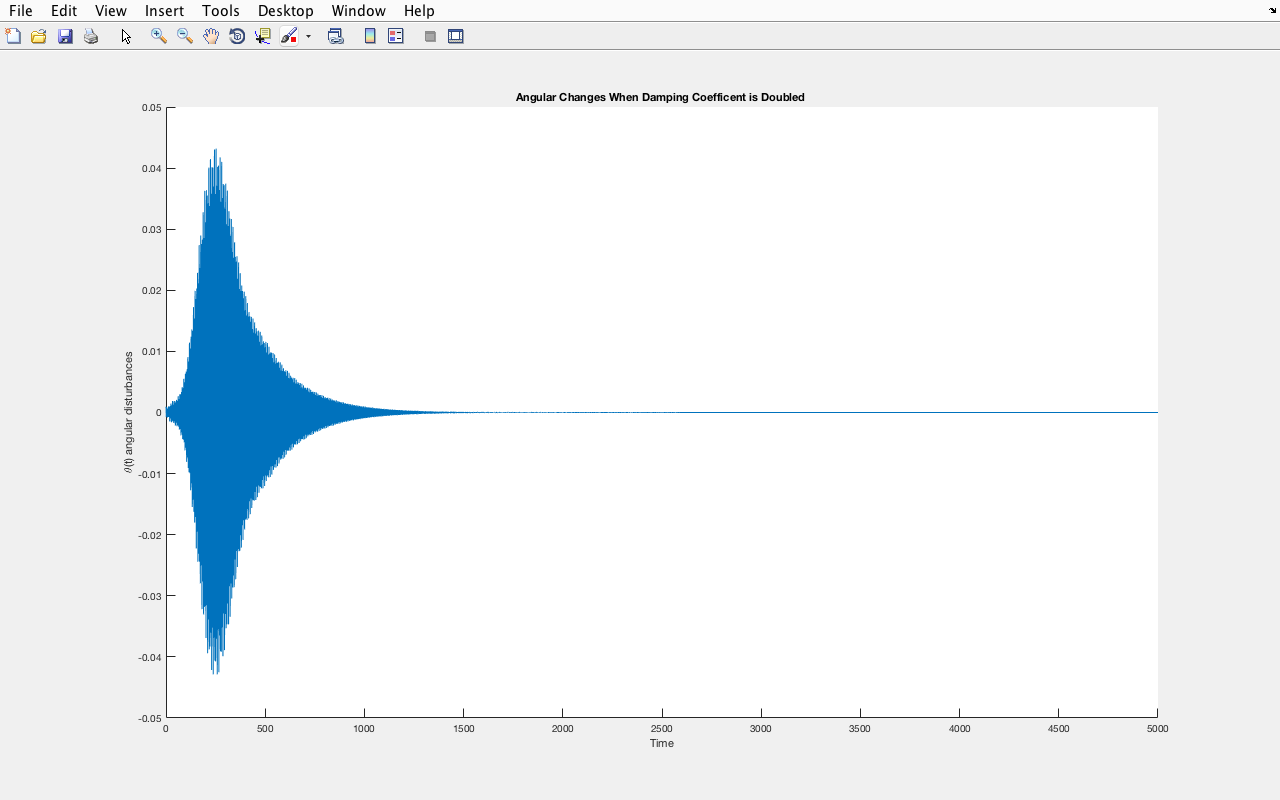 File Edit View Insert Tools Desktop Window Help
Angular Changes When Damping Coefficent is Doubled
0.05
0.04
0.03
0.02
0.01
0
-0.01
-0.02
-0.03
-0.04
-0.05
θ(t) angular disturbances
0 500 1000 1500 2000 2500 3000 3500 4000 4500 5000
Time